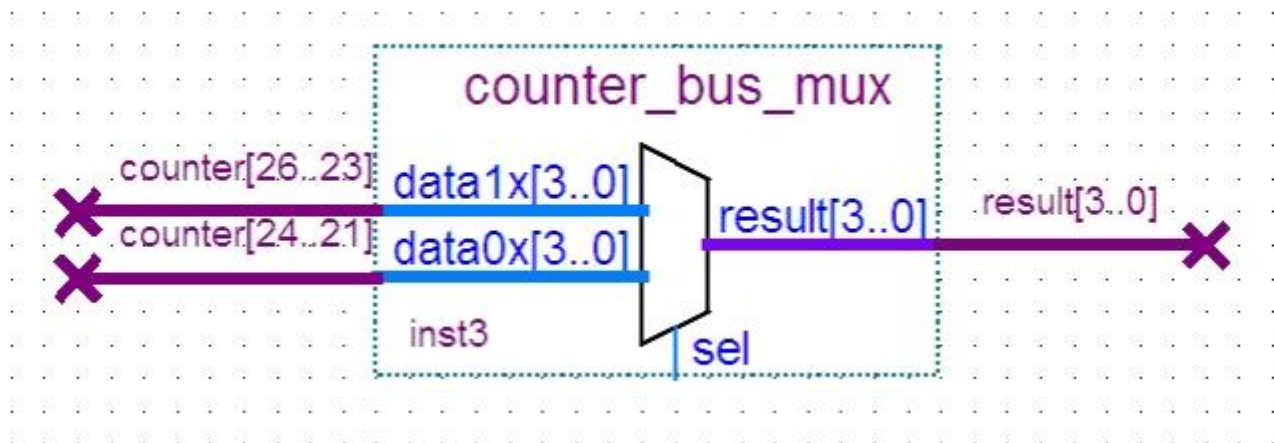 counter_bus_mux
counter[26..23]
data1x[3..0]
counter[24..21]
data0x[3..0]
result[3..0]
result[3..0]
inst3
sel